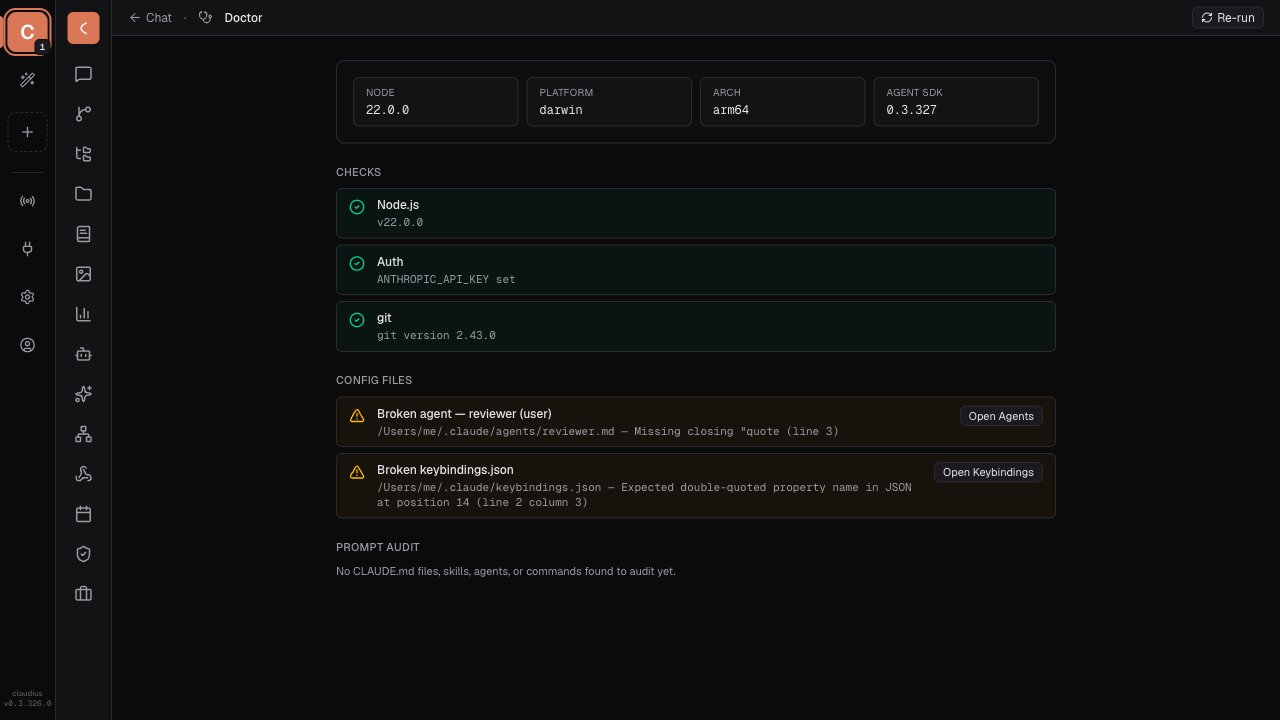 C
1
Chat · Doctor
Re-run
NODE
22.0.0
PLATFORM
darwin
ARCH
arm64
AGENT SDK
0.3.327
CHECKS
Node.js
v22.0.0
Auth
ANTHROPIC_API_KEY set
git
git version 2.43.0
CONFIG FILES
Broken agent — reviewer (user)
/Users/me/.claude/agents/reviewer.md — Missing closing "quote (line 3)
Open Agents
Broken keybindings.json
/Users/me/.claude/keybindings.json — Expected double-quoted property name in JSON
at position 14 (line 2 column 3)
Open Keybindings
PROMPT AUDIT
No CLAUDE.md files, skills, agents, or commands found to audit yet.
claudius
v0.3.326.0